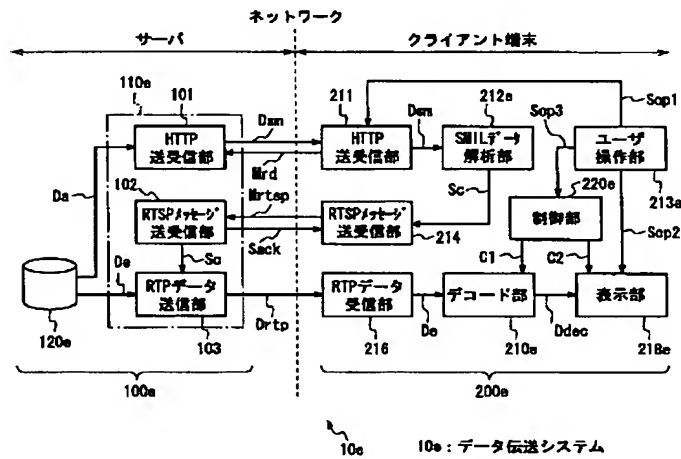 ネットワーク
サーバ
クライアント端末
110e
101
HTTP
送受信部
Dsm
Mrd
211
HTTP
送受信部
Dsm
212e
SMILデータ
解析部
Sop3
Sop1
ユーザ
操作部
213a
Da
102
RTSPメッセージ
送受信部
Mrtsp
Sack
RTSPメッセージ
送受信部
214
Sc
220e
制御部
Sop2
C1
C2
De
Sc
RTPデータ
送信部
103
Drtp
RTPデータ
受信部
216
De
デコード部
210e
Ddec
表示部
218e
120e
100e
200e
10e
10e：データ伝送システム